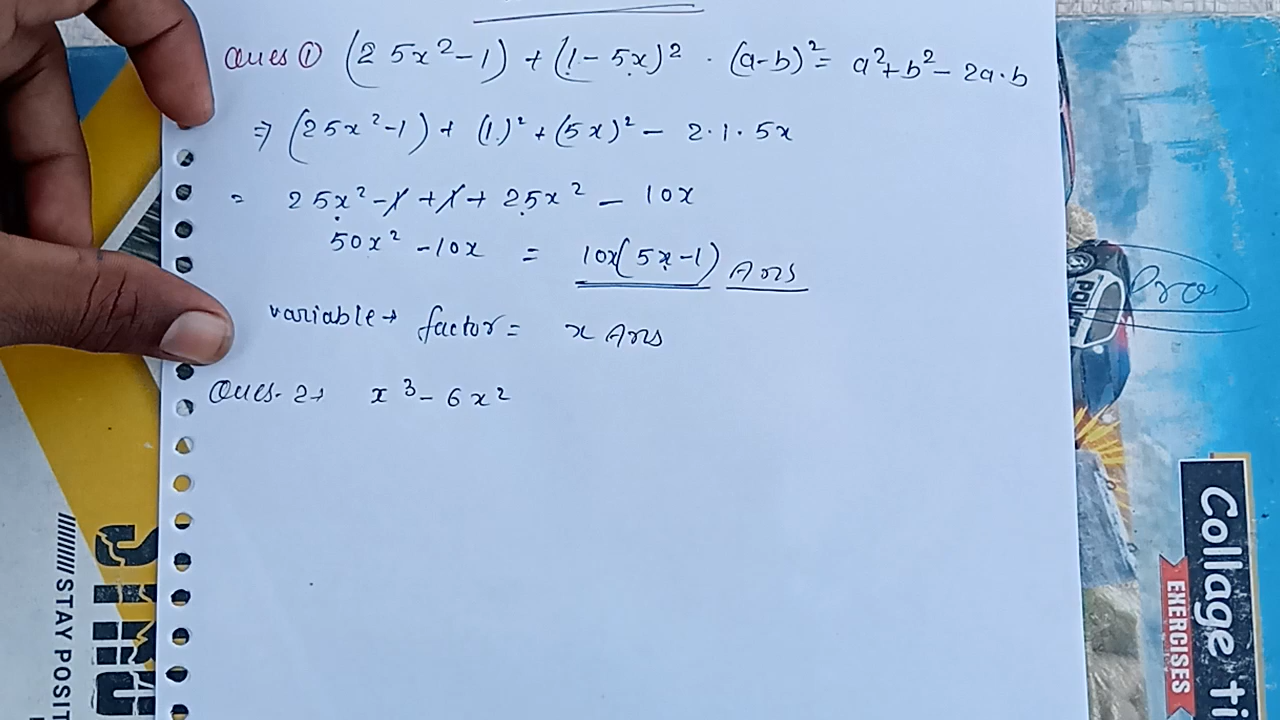 Ques ① (25x²-1) + (1-5x)² . (a-b)² = a²+b²-2a.b
⇒ (25x²-1) + (1)² + (5x)² - 2.1.5x
= 25x²-1+1+25x² - 10x
50x² -10x = 10x(5x-1) Ans
variable→ factor = x Ans
Ques. 2→ x³-6x²
POLICE
Pro
Collage ti
EXERCISES
STAY POSIT